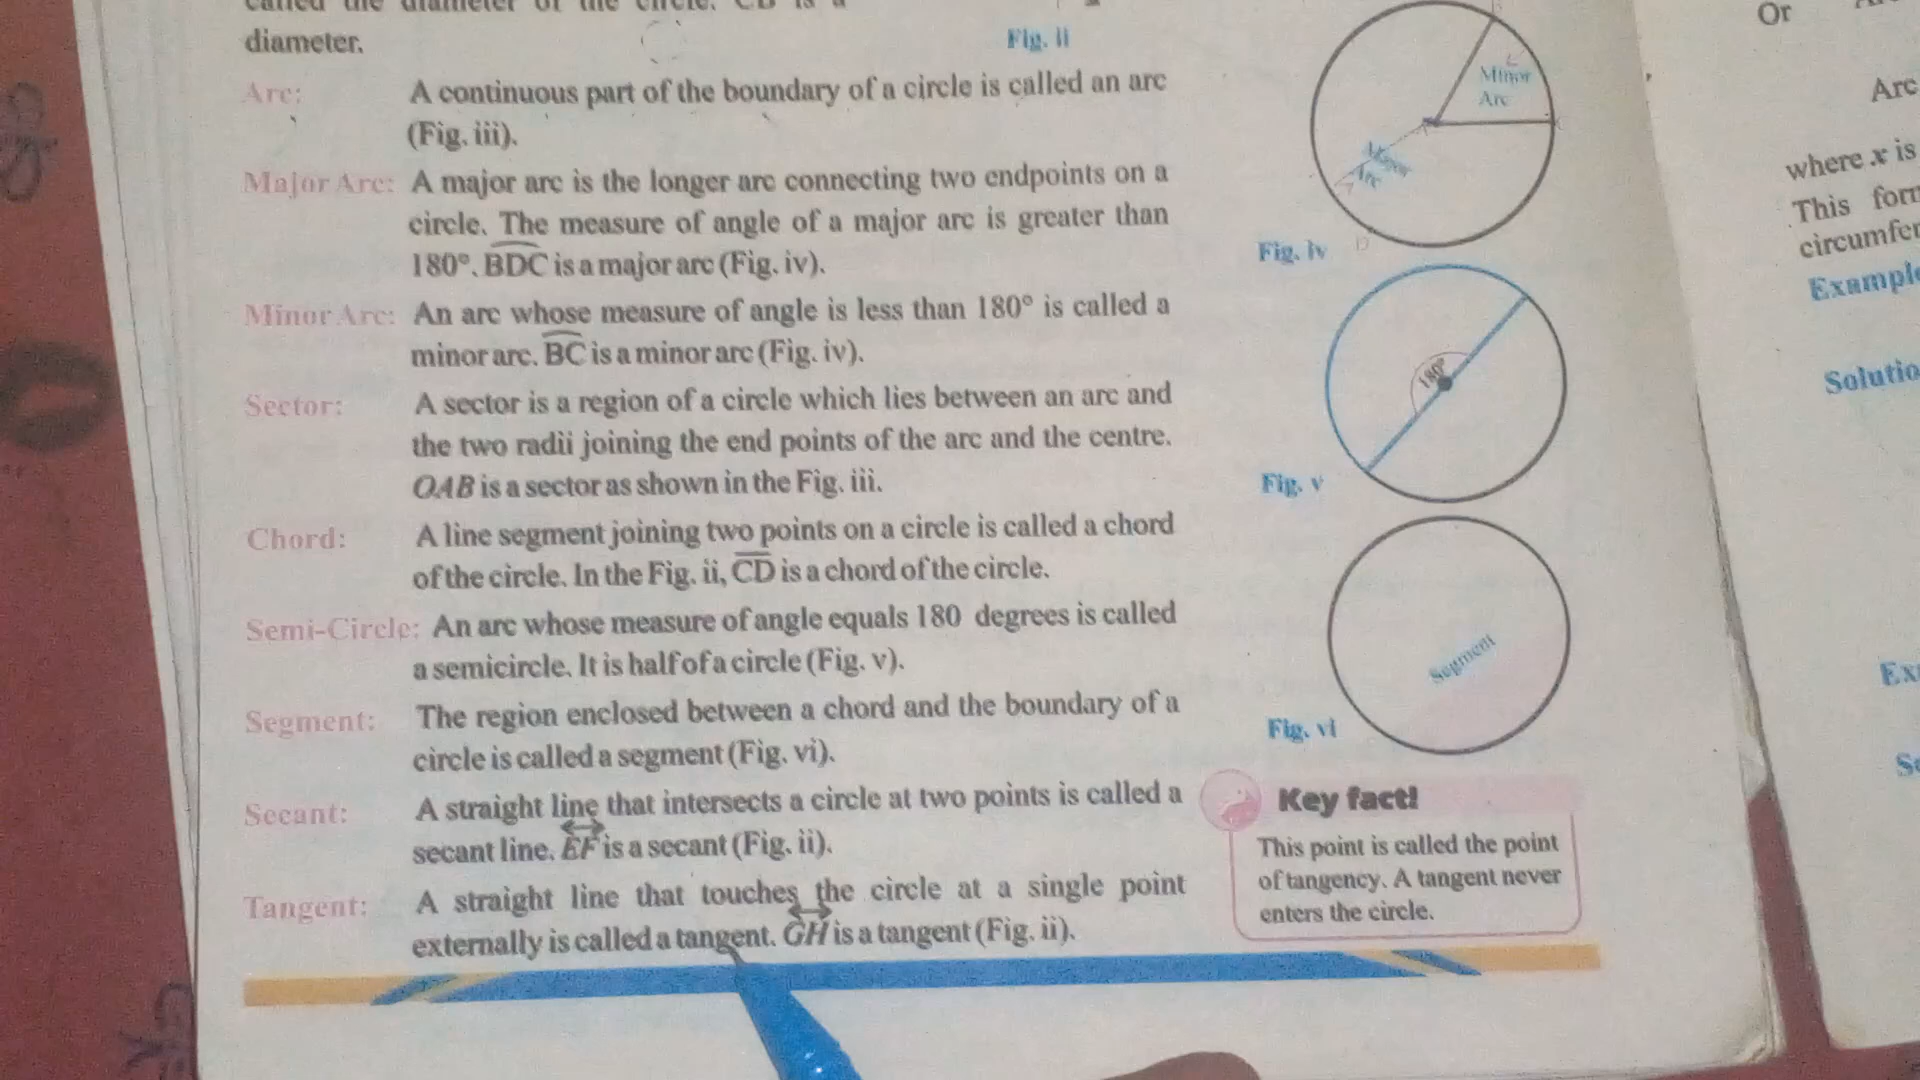 called the diameter of the circle. CD is a
diameter.
Fig. ii
Arc: A continuous part of the boundary of a circle is called an arc
(Fig. iii).
Major Arc: A major arc is the longer arc connecting two endpoints on a
circle. The measure of angle of a major arc is greater than
180°. BDC is a major arc (Fig. iv).
Minor Arc: An arc whose measure of angle is less than 180° is called a
minor arc. BC is a minor arc (Fig. iv).
Sector: A sector is a region of a circle which lies between an arc and
the two radii joining the end points of the arc and the centre.
OAB is a sector as shown in the Fig. iii.
Chord: A line segment joining two points on a circle is called a chord
of the circle. In the Fig. ii, CD is a chord of the circle.
Semi-Circle: An arc whose measure of angle equals 180 degrees is called
a semicircle. It is half of a circle (Fig. v).
Segment: The region enclosed between a chord and the boundary of a
circle is called a segment (Fig. vi).
Secant: A straight line that intersects a circle at two points is called a
secant line. EF is a secant (Fig. ii).
Tangent: A straight line that touches the circle at a single point
externally is called a tangent. GH is a tangent (Fig. ii).
Minor
Arc
Major
Arc
D
Fig. iv
180°
Fig. v
Segment
Fig. vi
Key fact!
This point is called the point
of tangency. A tangent never
enters the circle.
Or
Arc
where x is
This
Solutio